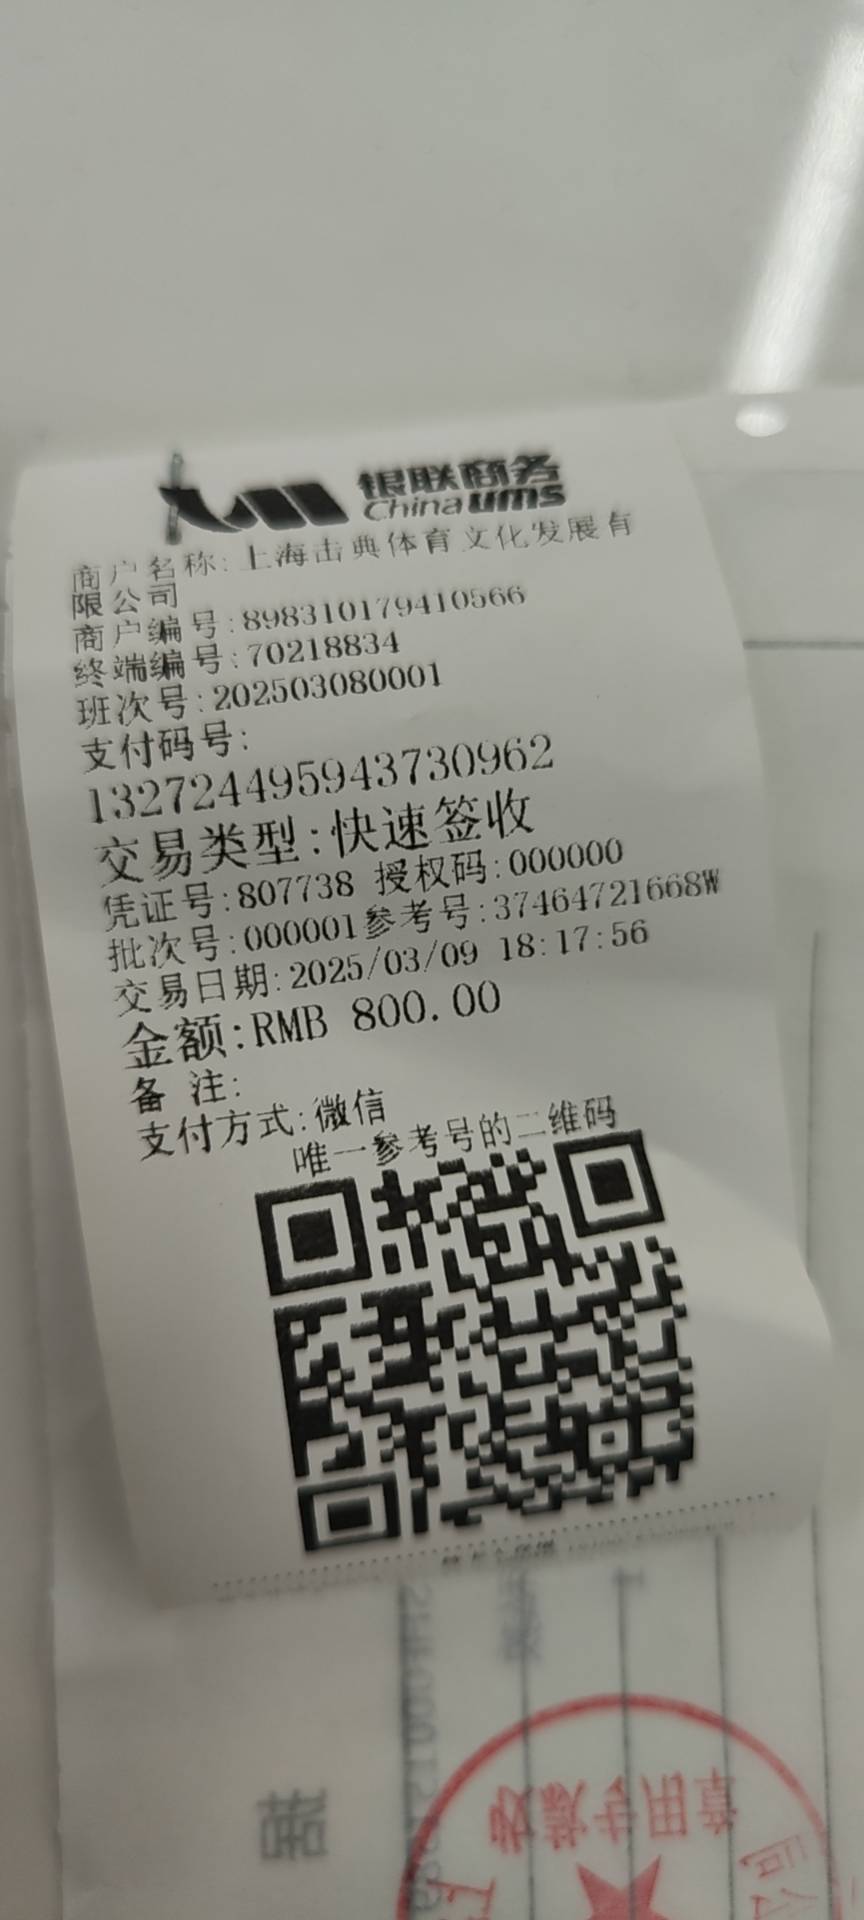 银联商务
China ums
商户名称:上海击典体育文化发展有
限公司
商户编号:898310179410566
终端编号:70218834
班次号:202503080001
支付码号:
132724495943730962
交易类型:快速签收
凭证号:807738 授权码:000000
批次号:000001参考号:37464721668W
交易日期:2025/03/09 18:17:56
金额:RMB 800.00
备 注:
支付方式:微信
唯一参考号的二维码